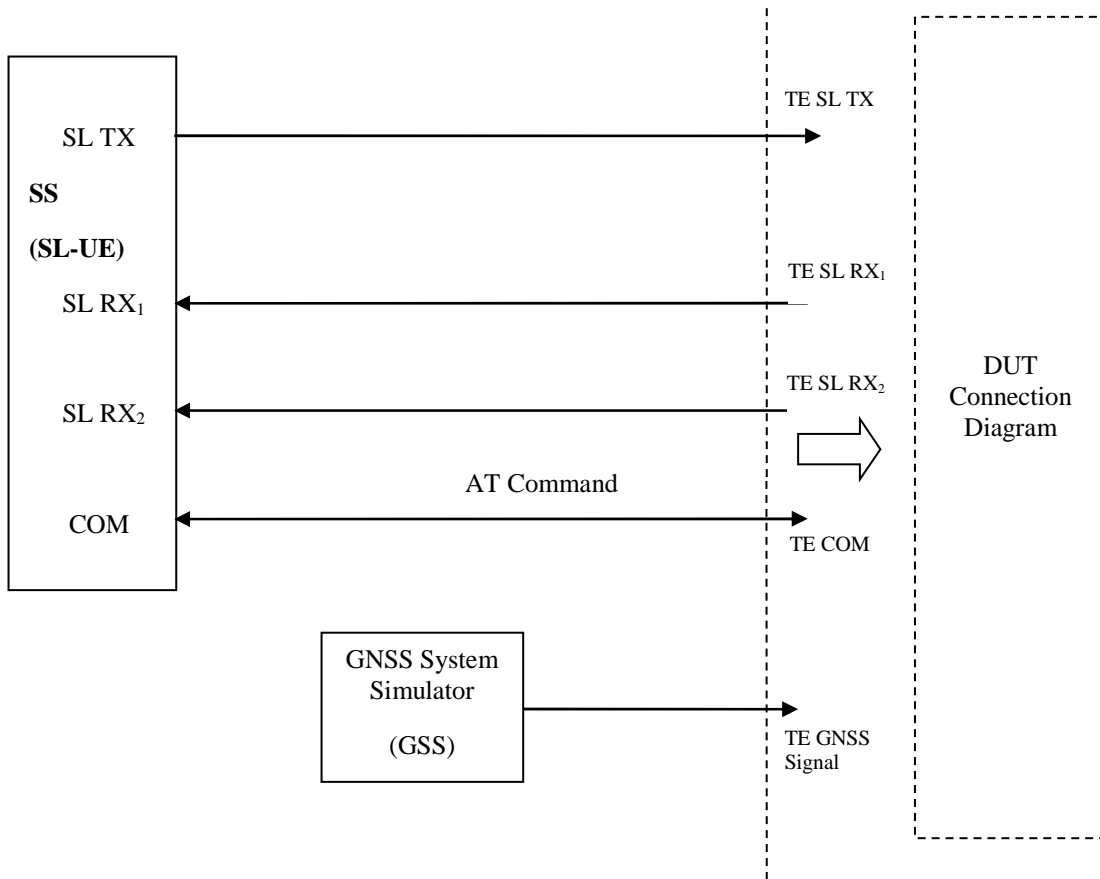 SL TX
SS
(SL-UE)
SL RX₁
SL RX₂
COM
AT Command
TE SL TX
TE SL RX₁
TE SL RX₂
TE COM
GNSS System
Simulator
(GSS)
TE GNSS
Signal
DUT
Connection
Diagram